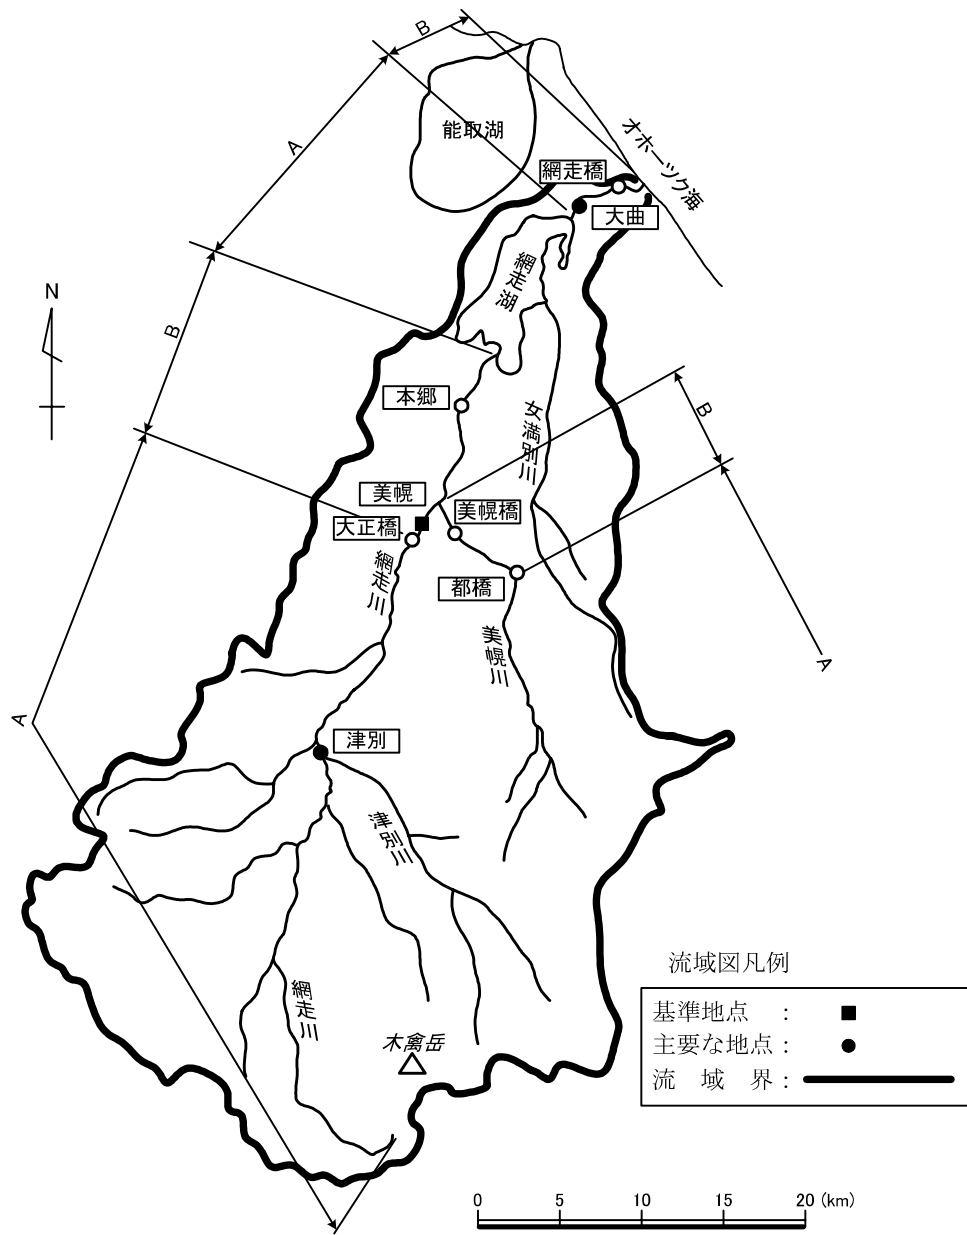 B
A
能取湖
オホーツク海
網走橋
大曲
網走湖
N
B
本郷
女満別川
B
美幌
美幌橋
大正橋
網走川
都橋
美幌川
A
A
津別
津別川
網走川
木禽岳
流域図凡例
基準地点 : ■
主要な地点 : ●
流 域 界 :
0 5 10 15 20 (km)